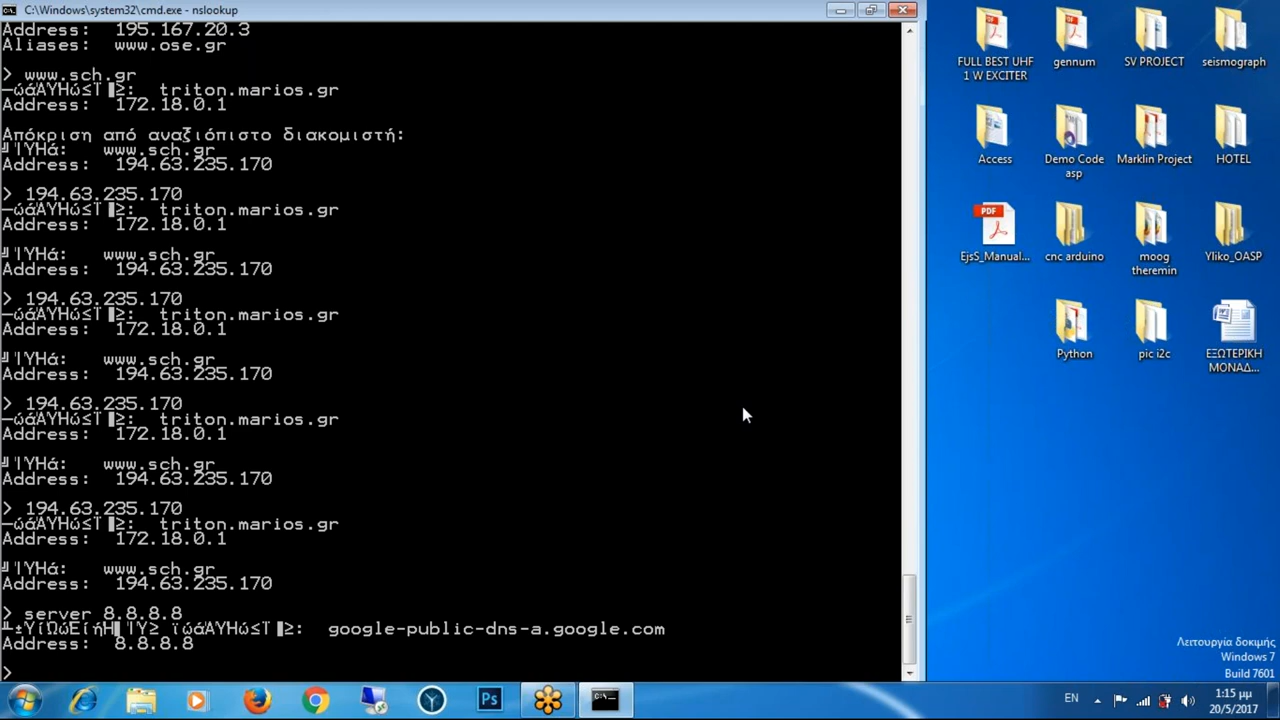 C:\Windows\system32\cmd.exe - nslookup
Address: 195.167.20.3
Aliases: www.ose.gr
> www.sch.gr
triton.marios.gr
Address: 172.18.0.1
Απόκριση από αναξιόπιστο διακομιστή:
www.sch.gr
Address: 194.63.235.170
> 194.63.235.170
triton.marios.gr
Address: 172.18.0.1
www.sch.gr
Address: 194.63.235.170
> 194.63.235.170
triton.marios.gr
Address: 172.18.0.1
www.sch.gr
Address: 194.63.235.170
> 194.63.235.170
triton.marios.gr
Address: 172.18.0.1
www.sch.gr
Address: 194.63.235.170
> 194.63.235.170
triton.marios.gr
Address: 172.18.0.1
www.sch.gr
Address: 194.63.235.170
> server 8.8.8.8
google-public-dns-a.google.com
Address: 8.8.8.8
>
FULL BEST UHF
1 W EXCITER
gennum
SV PROJECT
seismograph
Access
Demo Code
asp
Marklin Project
HOTEL
PDF
EjsS_Manual...
cnc arduino
moog
theremin
Yliko_OASP
Python
pic i2c
ΕΞΩΤΕΡΙΚΗ
ΜΟΝΑΔ...
Λειτουργία δοκιμής
Windows 7
Build 7601
Ps
EN
1:15 μμ
20/5/2017